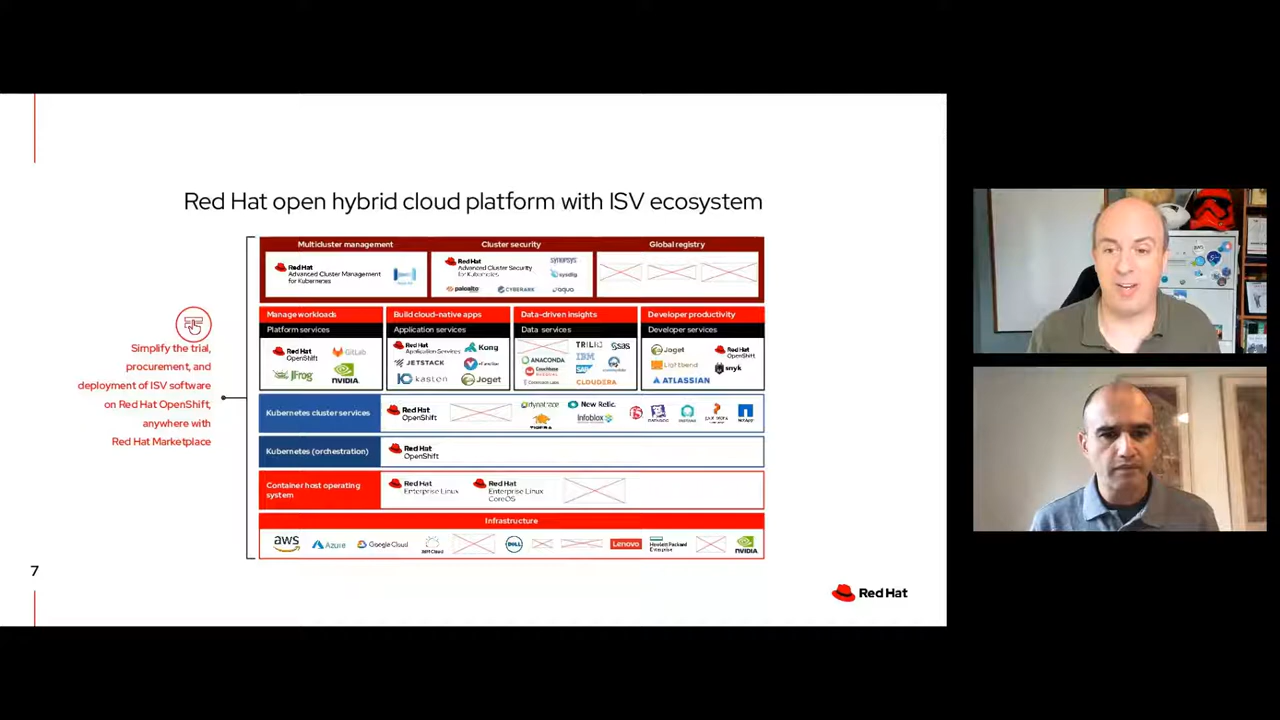 Red Hat open hybrid cloud platform with ISV ecosystem
Multicluster management
Cluster security
Global registry
Red Hat
Advanced Cluster Management
for Kubernetes
Red Hat
Advanced Cluster Security
for Kubernetes
synopsys
sysdig
paloalto
CYBERARK
aqua
Manage workloads
Build cloud-native apps
Data-driven insights
Developer productivity
Platform services
Application services
Data services
Developer services
Red Hat
OpenShift
GitLab
JFrog
NVIDIA
Red Hat
Application Services
Kong
JETSTACK
Kasten
Joget
TRILIO
sas
ANACONDA
IBM
Couchbase
SAP
CLOUDERA
Joget
Red Hat
OpenShift
Lightbend
snyk
ATLASSIAN
Simplify the trial,
procurement, and
deployment of ISV software
on Red Hat OpenShift,
anywhere with
Red Hat Marketplace
Kubernetes cluster services
Red Hat
OpenShift
dynatrace
New Relic.
Infoblox
TIGERA
NetApp
Kubernetes (orchestration)
Red Hat
OpenShift
Container host operating
system
Red Hat
Enterprise Linux
Red Hat
Enterprise Linux
CoreOS
Infrastructure
aws
Azure
Google Cloud
IBM Cloud
DELL
Lenovo
Hewlett Packard
Enterprise
NVIDIA
7
Red Hat